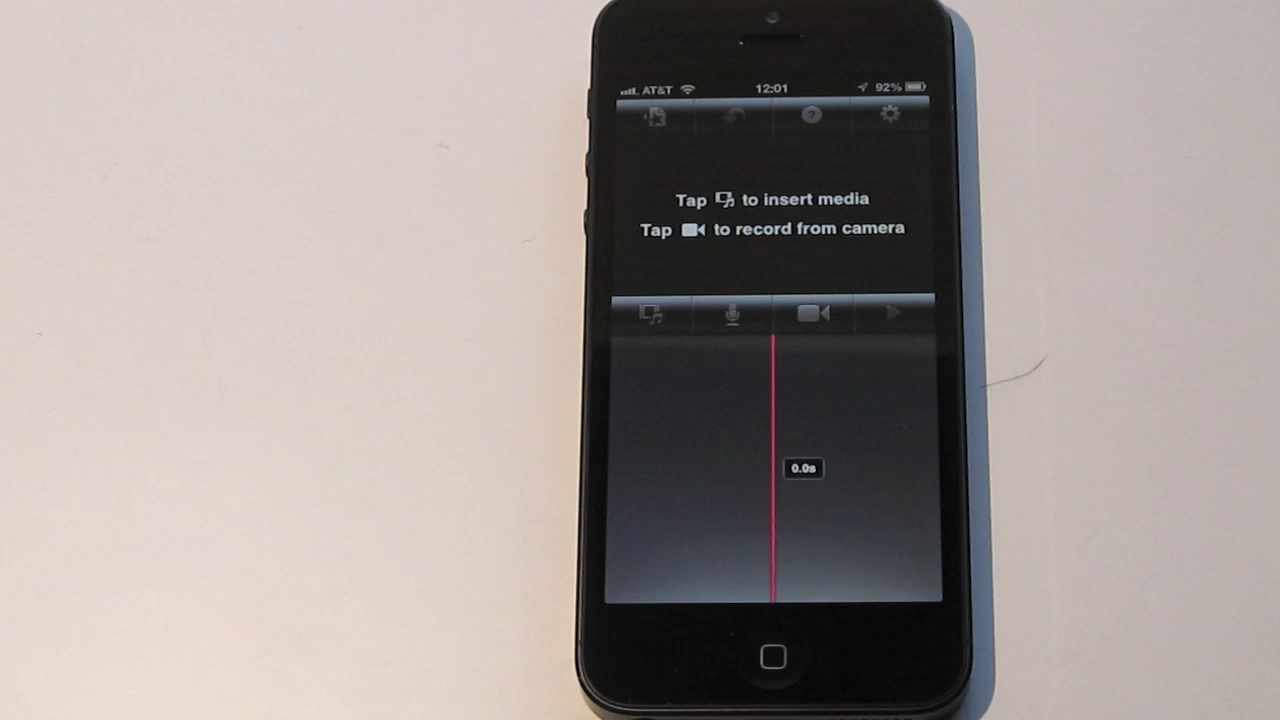 AT&T 12:01 92%
Tap to insert media
Tap to record from camera
0.0s